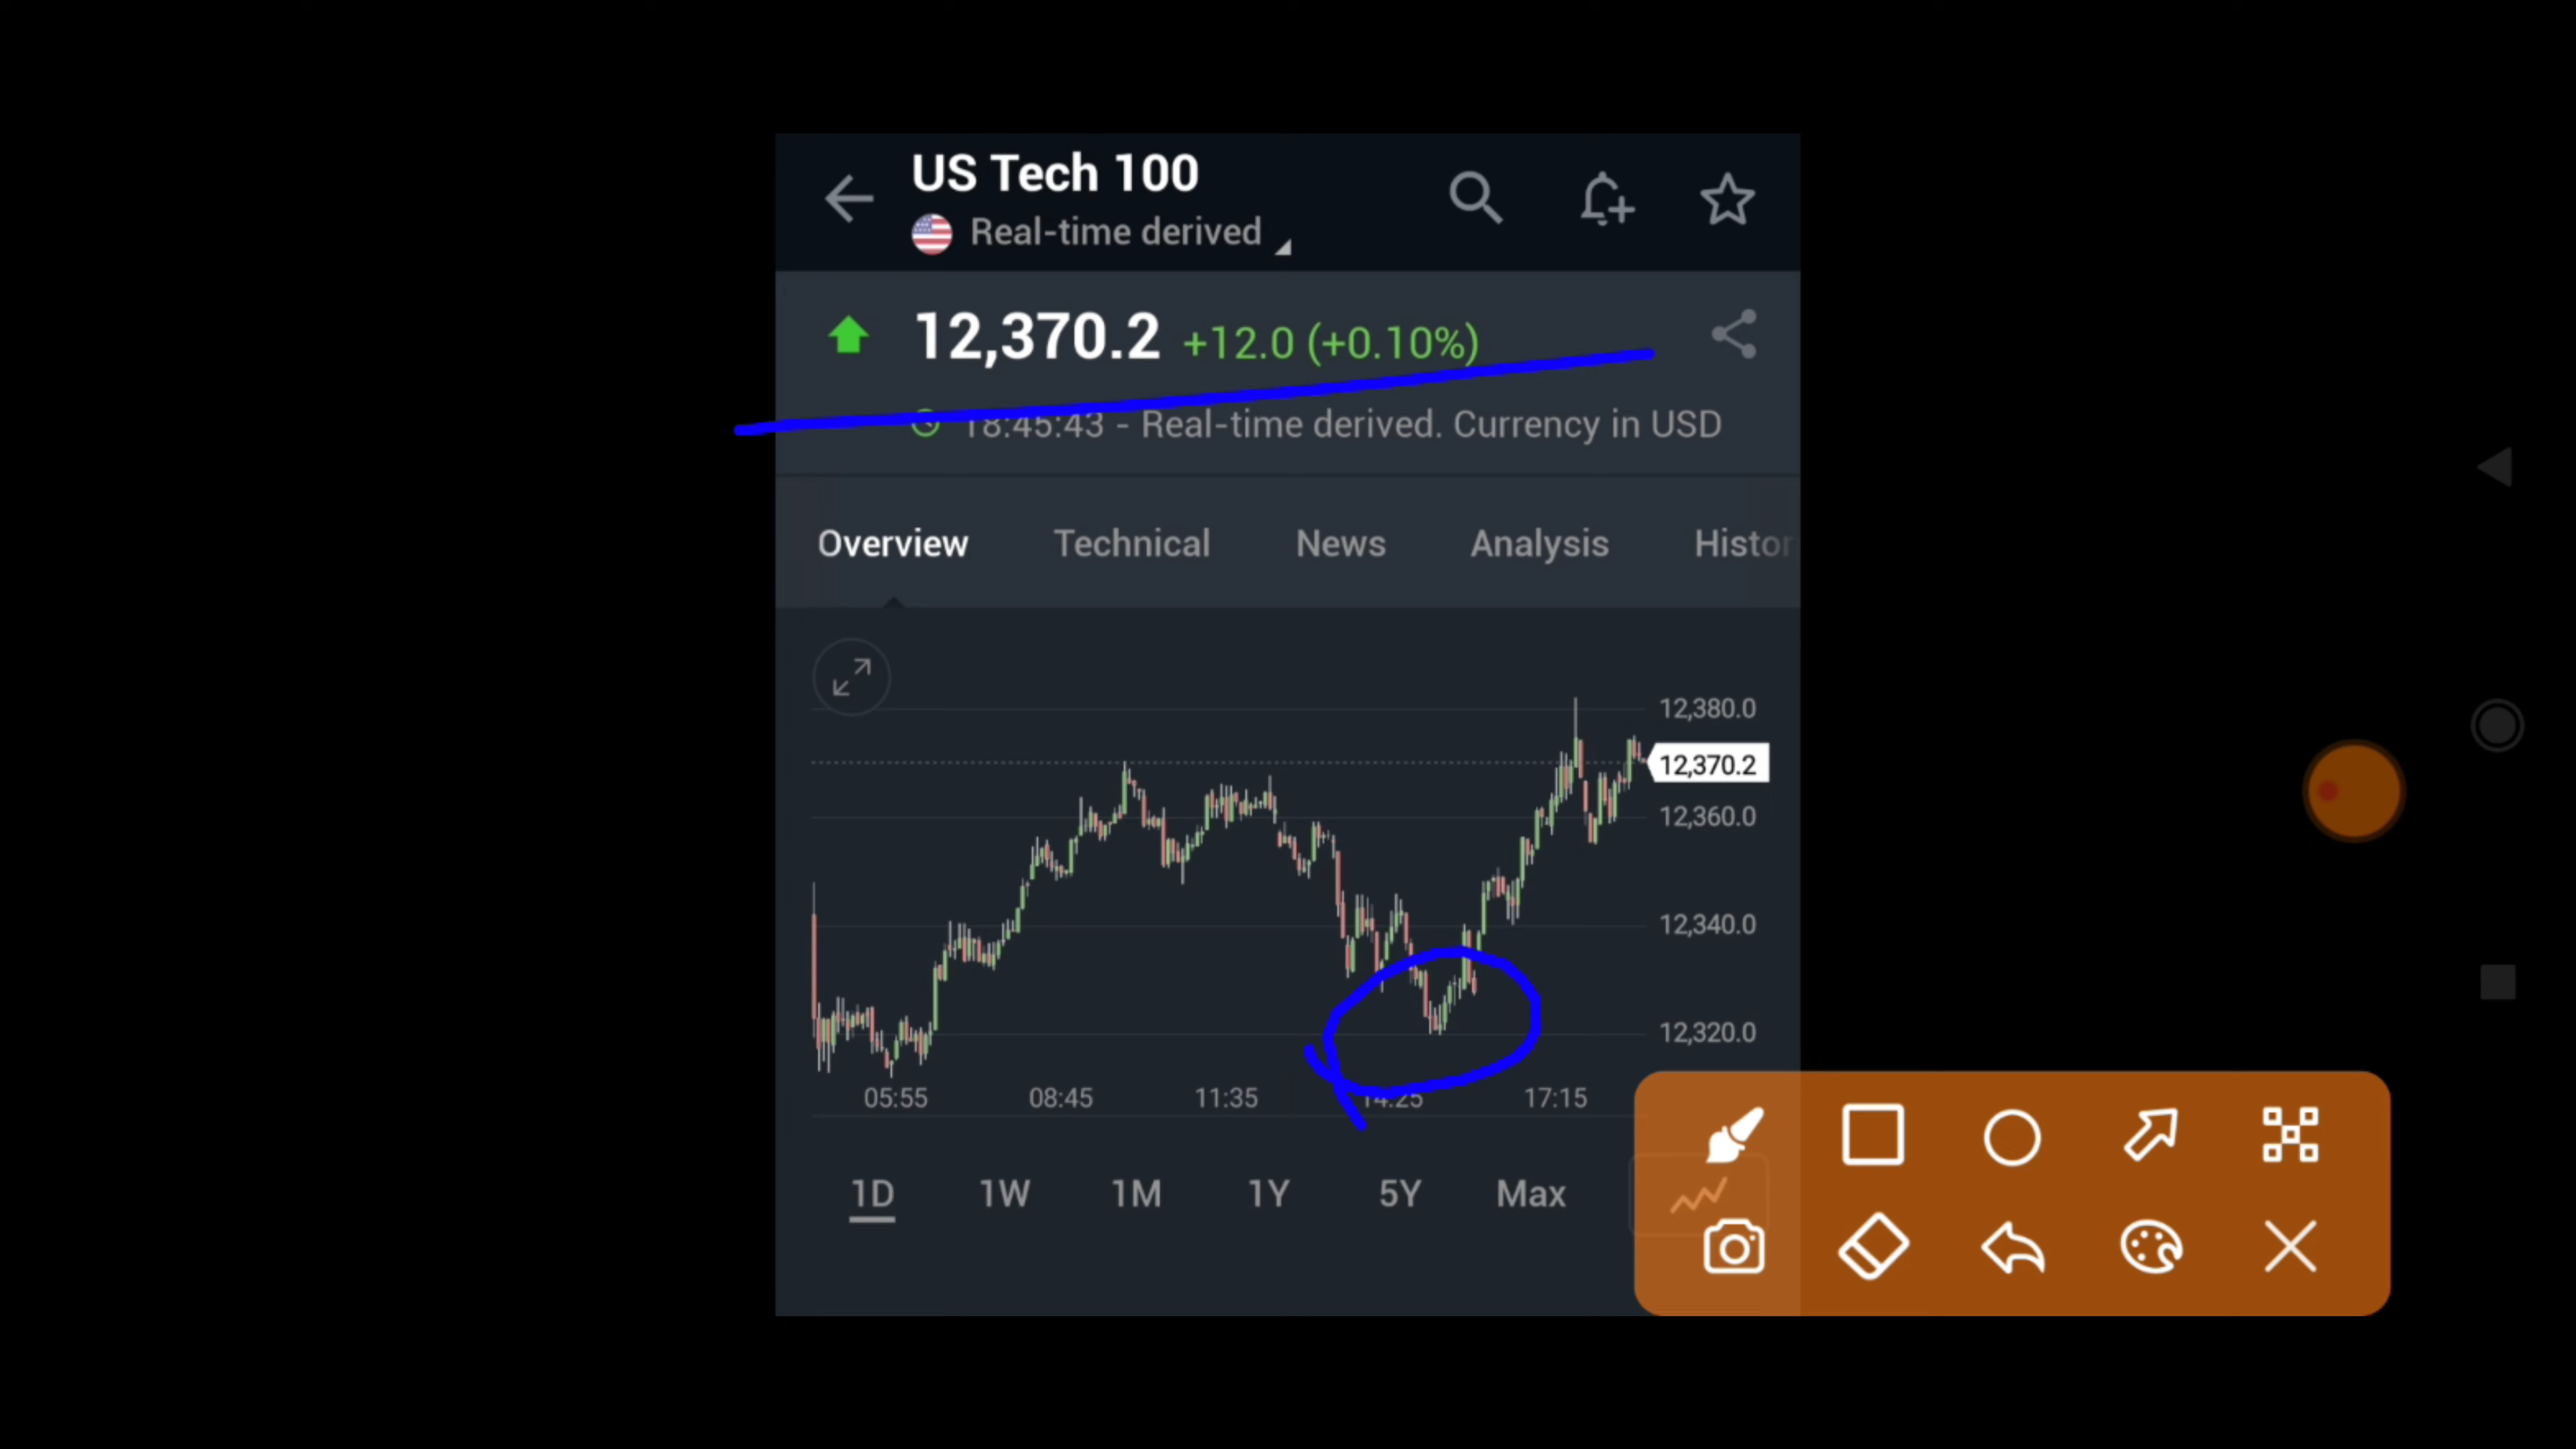 US Tech 100
Real-time derived
12,370.2 +12.0 (+0.10%)
18:45:43 - Real-time derived. Currency in USD
Overview Technical News Analysis Histor
12,380.0
12,370.2
12,360.0
12,340.0
12,320.0
05:55 08:45 11:35 14:25 17:15
1D 1W 1M 1Y 5Y Max